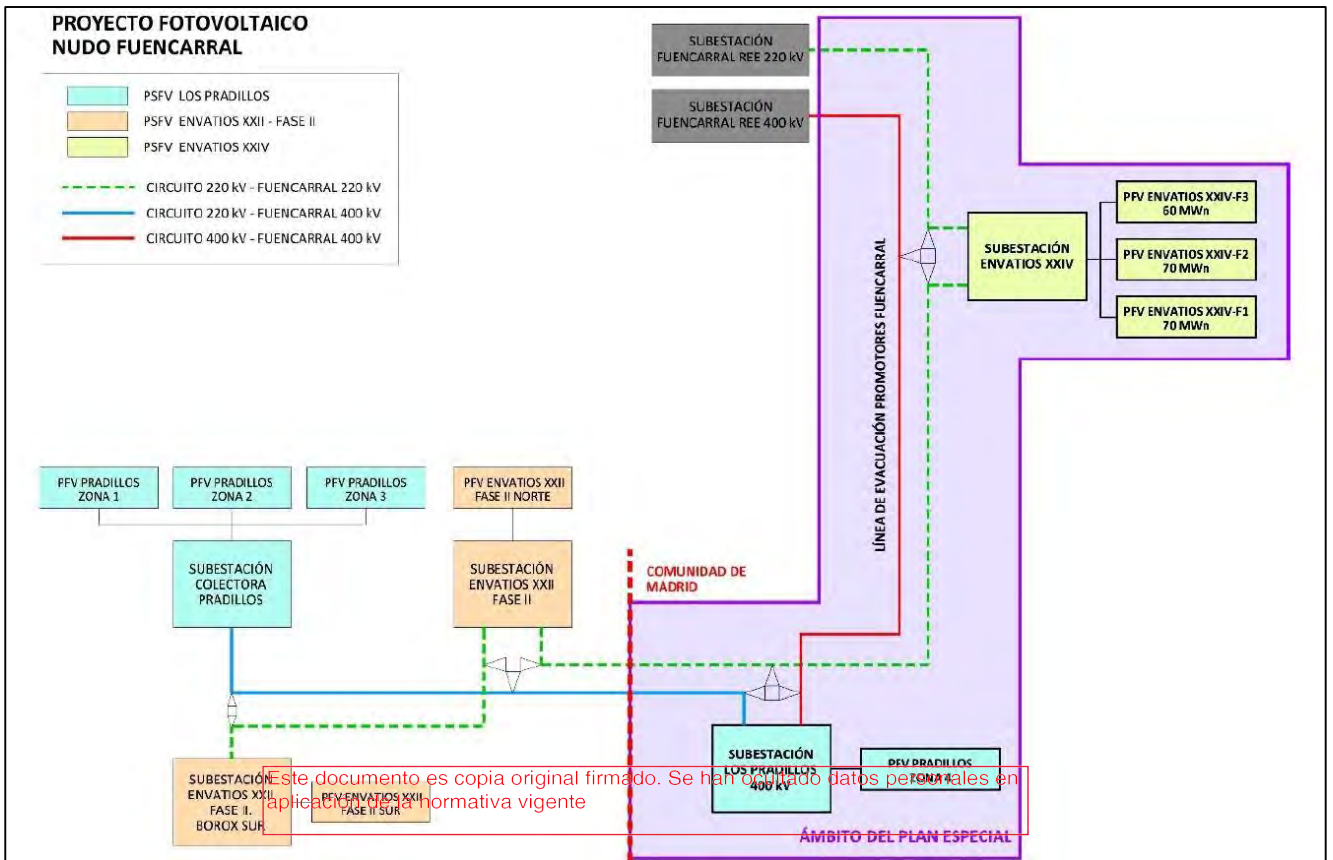 PROYECTO FOTOVOLTAICO
NUDO FUENCARRAL
PSFV LOS PRADILLOS
PSFV ENVATIOS XXII - FASE II
PSFV ENVATIOS XXIV
CIRCUITO 220 kV - FUENCARRAL 220 kV
CIRCUITO 220 kV - FUENCARRAL 400 kV
CIRCUITO 400 kV - FUENCARRAL 400 kV
SUBESTACIÓN
FUENCARRAL REE 220 kV
SUBESTACIÓN
FUENCARRAL REE 400 kV
SUBESTACIÓN
ENVATIOS XXIV
PFV ENVATIOS XXIV-F3
60 MWn
PFV ENVATIOS XXIV-F2
70 MWn
PFV ENVATIOS XXIV-F1
70 MWn
LÍNEA DE EVACUACIÓN PROMOTORES FUENCARRAL
PFV PRADILLOS
ZONA 1
PFV PRADILLOS
ZONA 2
PFV PRADILLOS
ZONA 3
PFV ENVATIOS XXII
FASE II NORTE
SUBESTACIÓN
COLECTORA
PRADILLOS
SUBESTACIÓN
ENVATIOS XXII
FASE II
COMUNIDAD DE
MADRID
SUBESTACIÓN
ENVATIOS XXII
FASE II.
BOROX SUR
PFV ENVATIOS XXII
FASE II SUR
SUBESTACIÓN
LOS PRADILLOS
400 kV
PFV PRADILLOS
ZONA 4
Este documento es copia original firmado. Se han ocultado datos personales en
aplicación de la normativa vigente
ÁMBITO DEL PLAN ESPECIAL